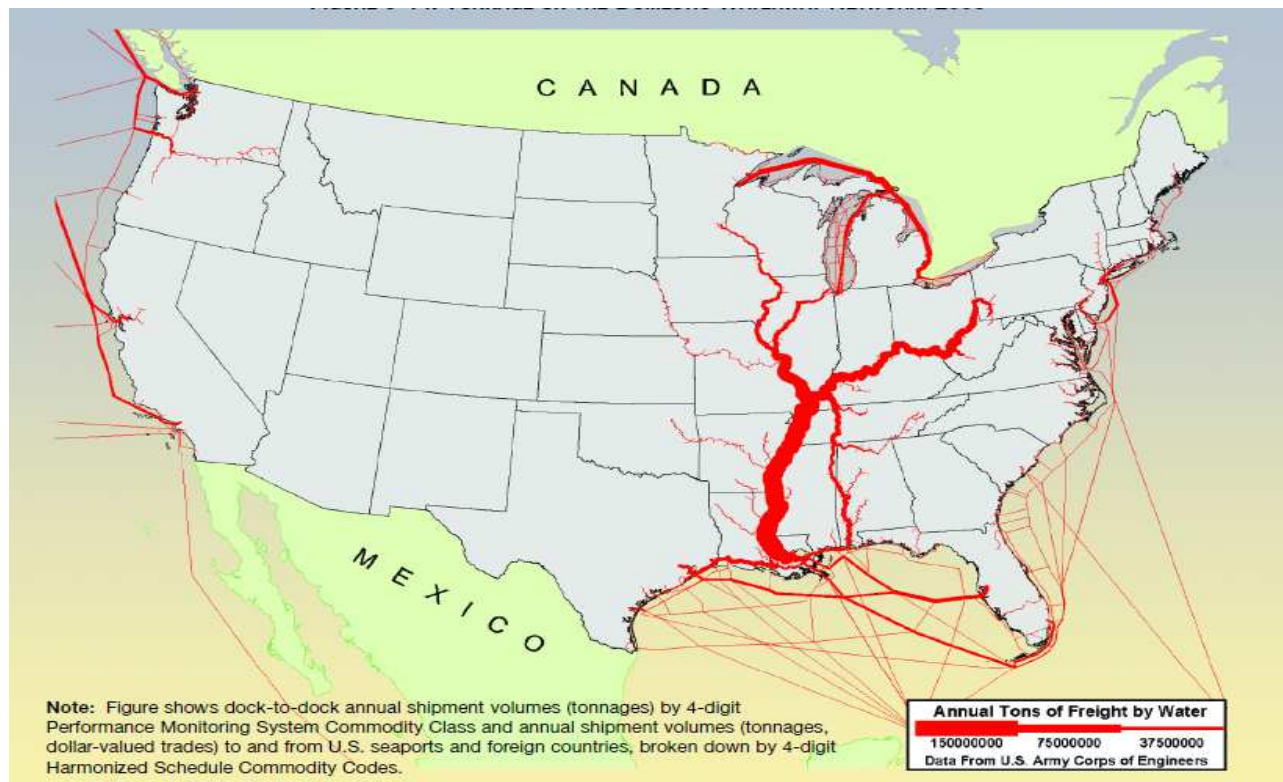 CANADA
MEXICO
Note: Figure shows dock-to-dock annual shipment volumes (tonnages) by 4-digit
Performance Monitoring System Commodity Class and annual shipment volumes (tonnages,
dollar-valued trades) to and from U.S. seaports and foreign countries, broken down by 4-digit
Harmonized Schedule Commodity Codes.
Annual Tons of Freight by Water
150000000 75000000 37500000
Data From U.S. Army Corps of Engineers